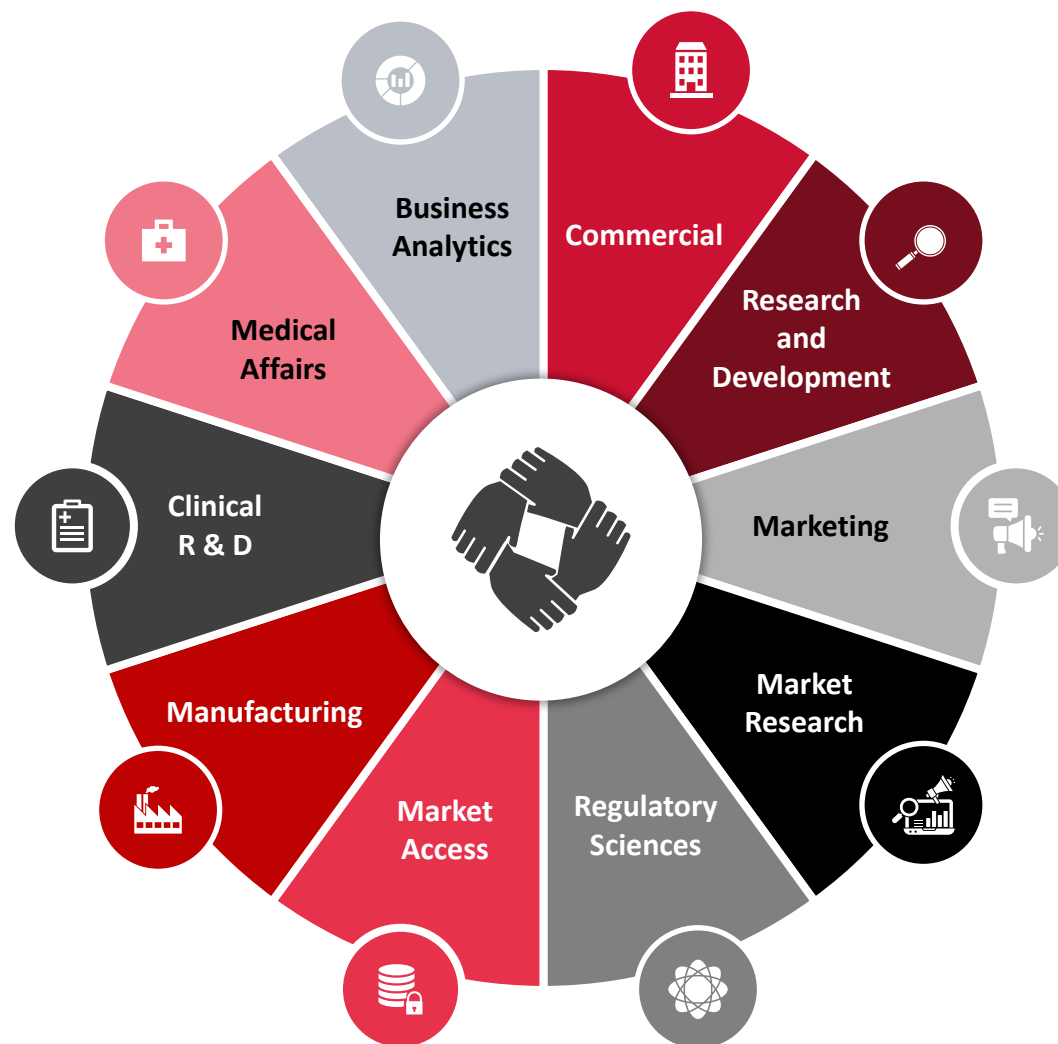 Business
Analytics
Commercial
Research
and
Development
Medical
Affairs
Clinical
R & D
Marketing
Manufacturing
Market
Research
Market
Access
Regulatory
Sciences